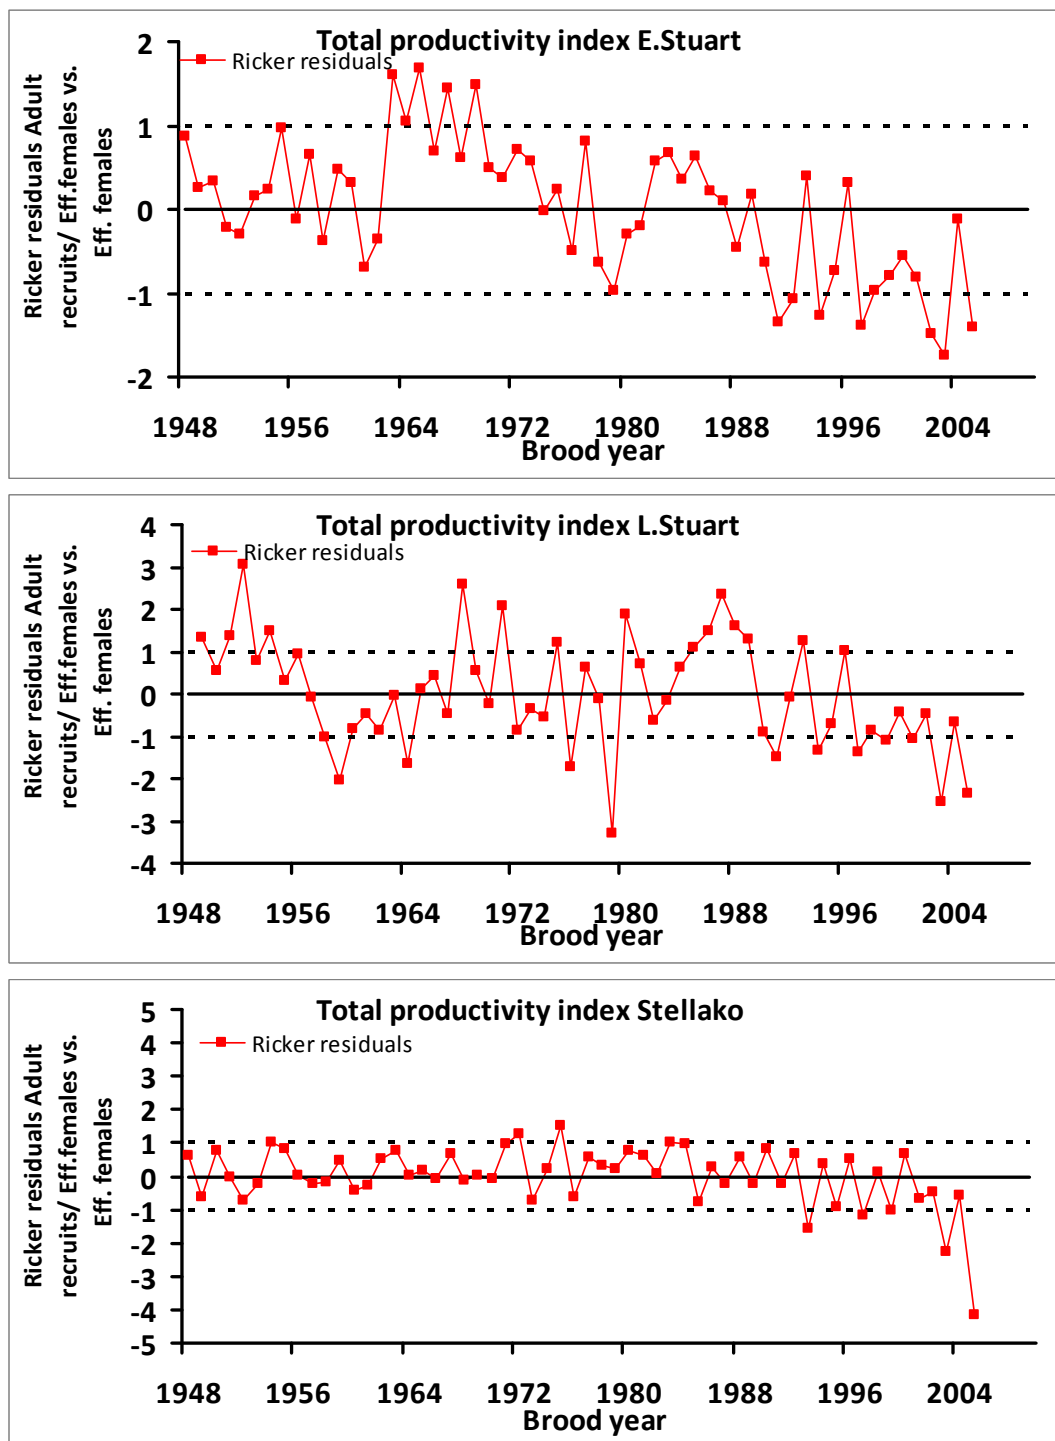 Total productivity index E.Stuart
Ricker residuals
Ricker residuals Adult
recruits/ Eff.females vs.
Eff. females
2
1
0
-1
-2
1948 1956 1964 1972 1980 1988 1996 2004
Brood year
Total productivity index L.Stuart
Ricker residuals
Ricker residuals Adult
recruits/ Eff.females vs.
Eff. females
4
3
2
1
0
-1
-2
-3
-4
1948 1956 1964 1972 1980 1988 1996 2004
Brood year
Total productivity index Stellako
Ricker residuals
Ricker residuals Adult
recruits/ Eff.females vs.
Eff. females
5
4
3
2
1
0
-1
-2
-3
-4
-5
1948 1956 1964 1972 1980 1988 1996 2004
Brood year